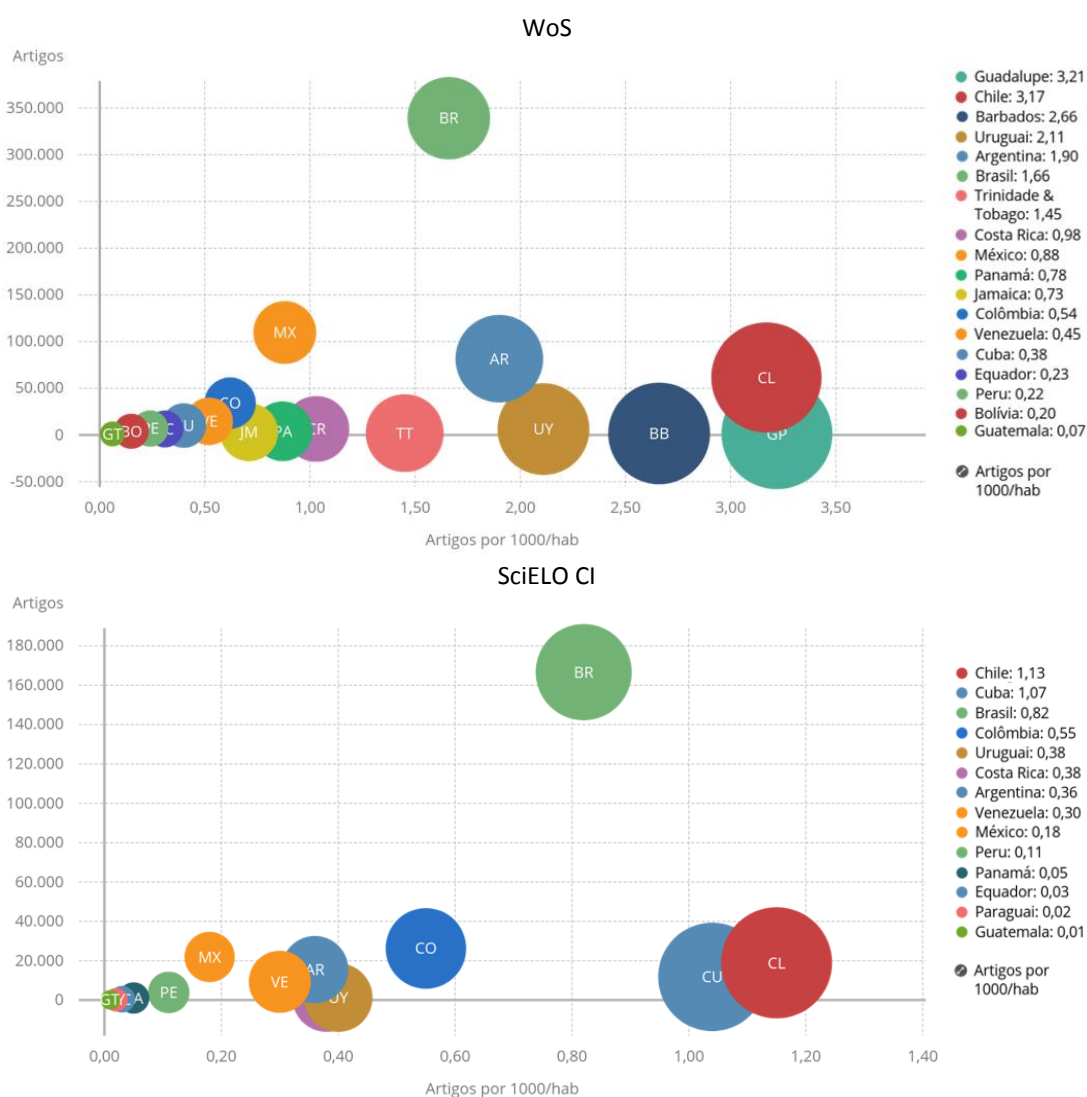 WoS
Artigos
350.000
300.000
250.000
200.000
150.000
100.000
50.000
0
-50.000
0,00
0,50
1,00
1,50
2,00
2,50
3,00
3,50
Artigos por 1000/hab
BR
MX
AR
CL
CO
GT
BO
PE
C
U
VE
JM
PA
CR
TT
UY
BB
GP
Guadalupe: 3,21
Chile: 3,17
Barbados: 2,66
Uruguai: 2,11
Argentina: 1,90
Brasil: 1,66
Trinidade &
Tobago: 1,45
Costa Rica: 0,98
México: 0,88
Panamá: 0,78
Jamaica: 0,73
Colômbia: 0,54
Venezuela: 0,45
Cuba: 0,38
Equador: 0,23
Peru: 0,22
Bolívia: 0,20
Guatemala: 0,07
Artigos por
1000/hab
SciELO CI
Artigos
180.000
160.000
140.000
120.000
100.000
80.000
60.000
40.000
20.000
0
0,00
0,20
0,40
0,60
0,80
1,00
1,20
1,40
Artigos por 1000/hab
BR
MX
CO
AR
VE
CU
CL
GT
A
PE
UY
Chile: 1,13
Cuba: 1,07
Brasil: 0,82
Colômbia: 0,55
Uruguai: 0,38
Costa Rica: 0,38
Argentina: 0,36
Venezuela: 0,30
México: 0,18
Peru: 0,11
Panamá: 0,05
Equador: 0,03
Paraguai: 0,02
Guatemala: 0,01
Artigos por
1000/hab